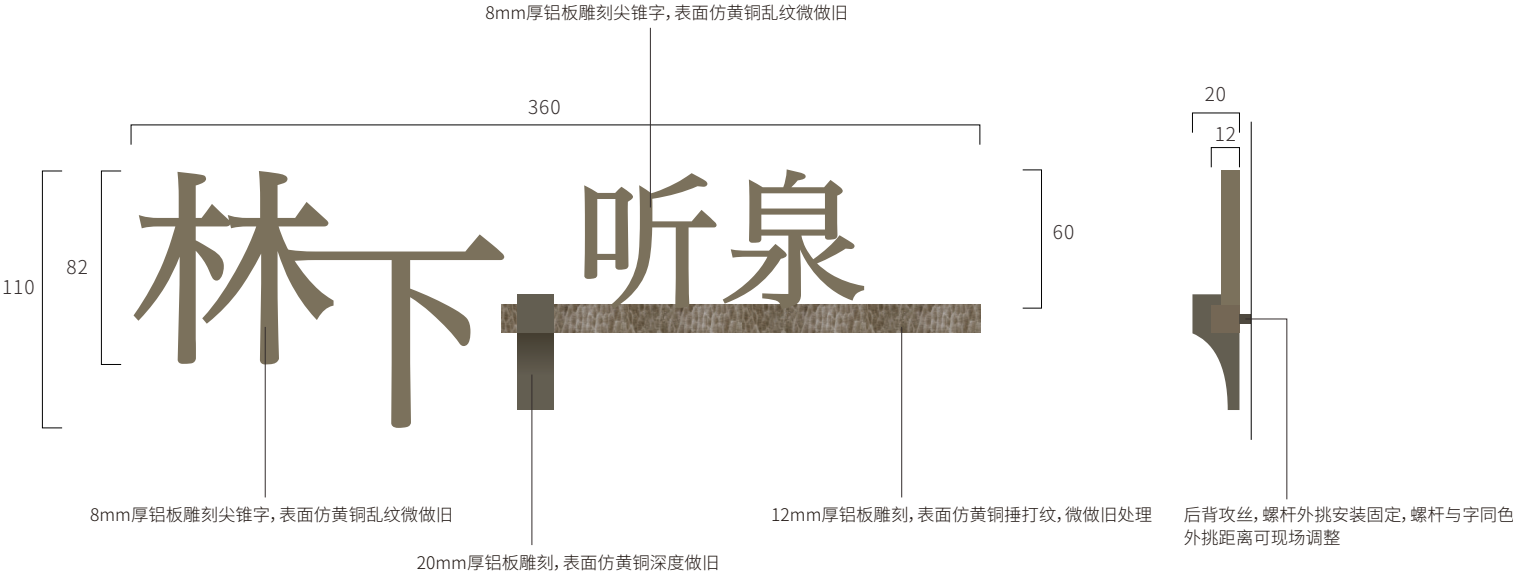 8mm厚铝板雕刻尖锥字，表面仿黄铜乱纹微做旧
360
20
12
林下 听泉
110
82
60
8mm厚铝板雕刻尖锥字，表面仿黄铜乱纹微做旧
12mm厚铝板雕刻，表面仿黄铜捶打纹，微做旧处理
后背攻丝，螺杆外挑安装固定，螺杆与字同色
外挑距离可现场调整
20mm厚铝板雕刻，表面仿黄铜深度做旧